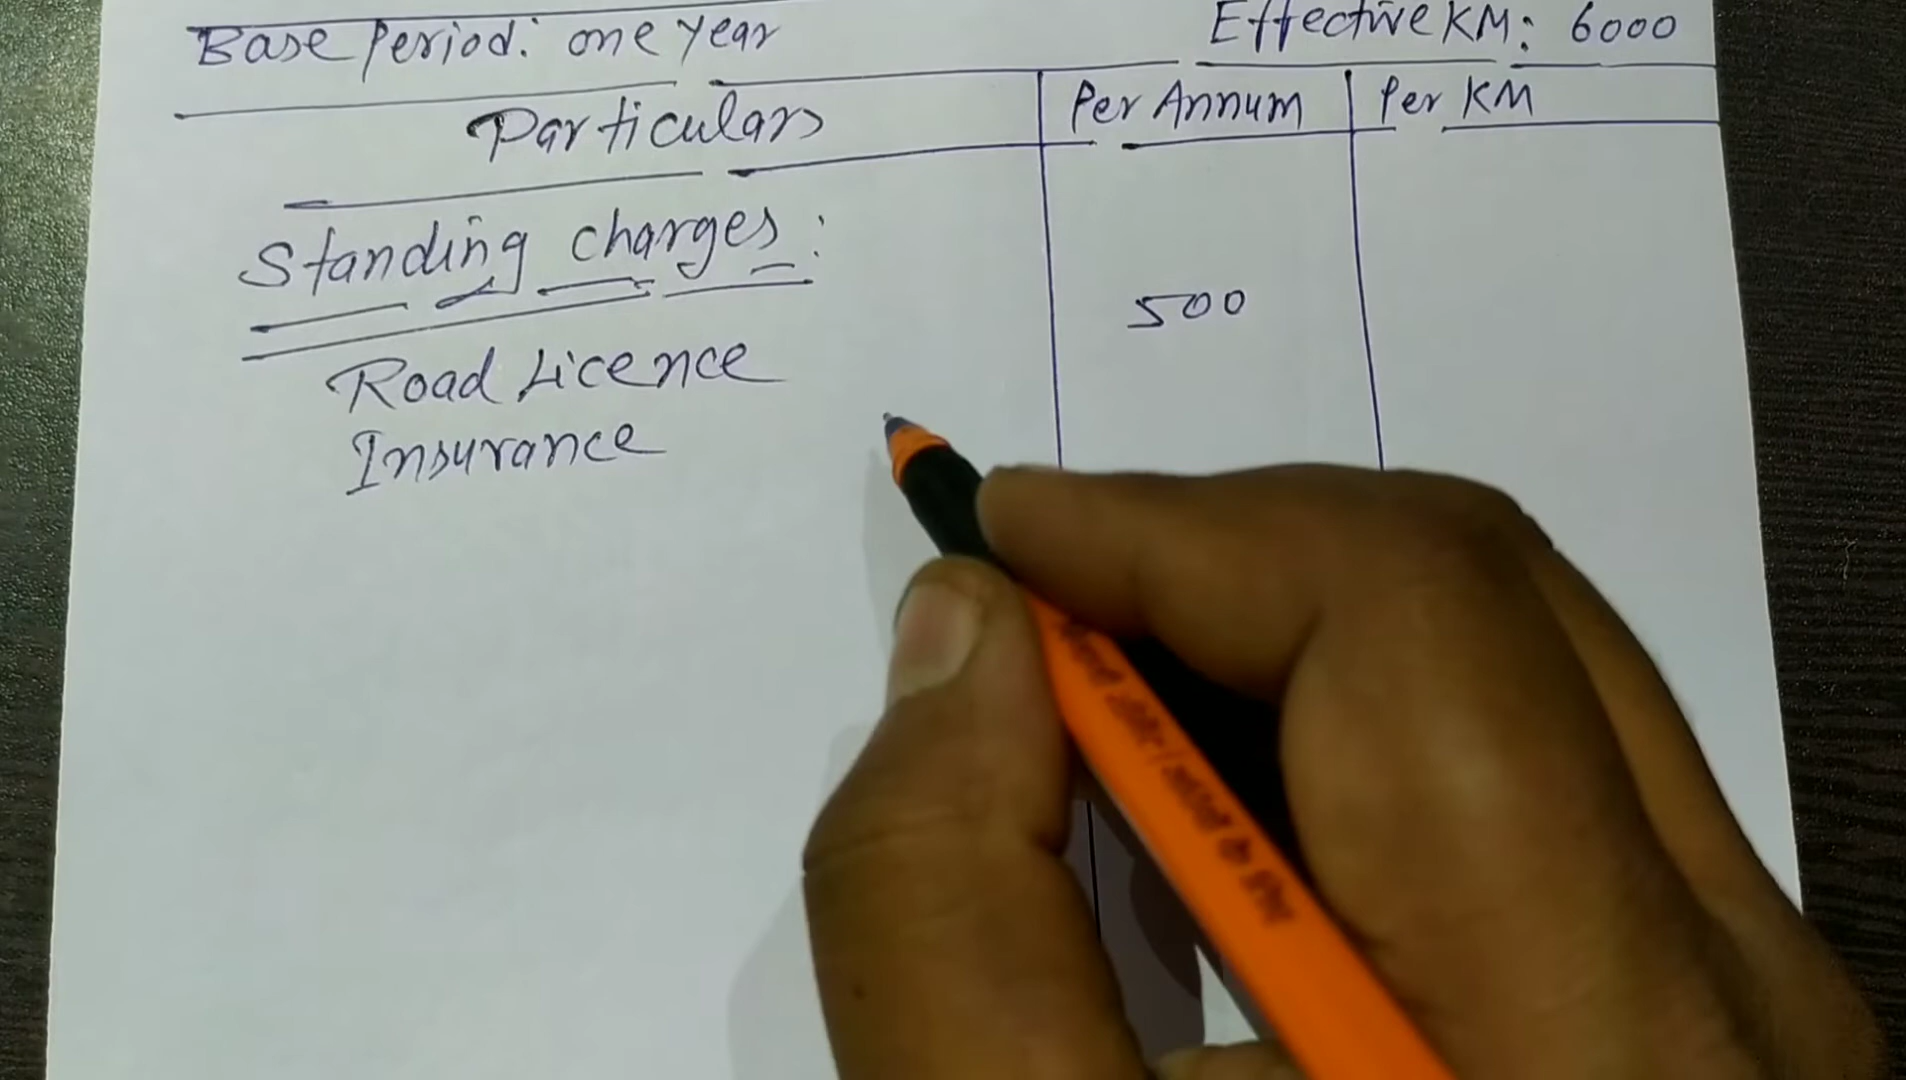 Base Period: one year Effective KM: 6000
Particulars Per Annum Per KM
Standing charges:
Road Licence 500
Insurance